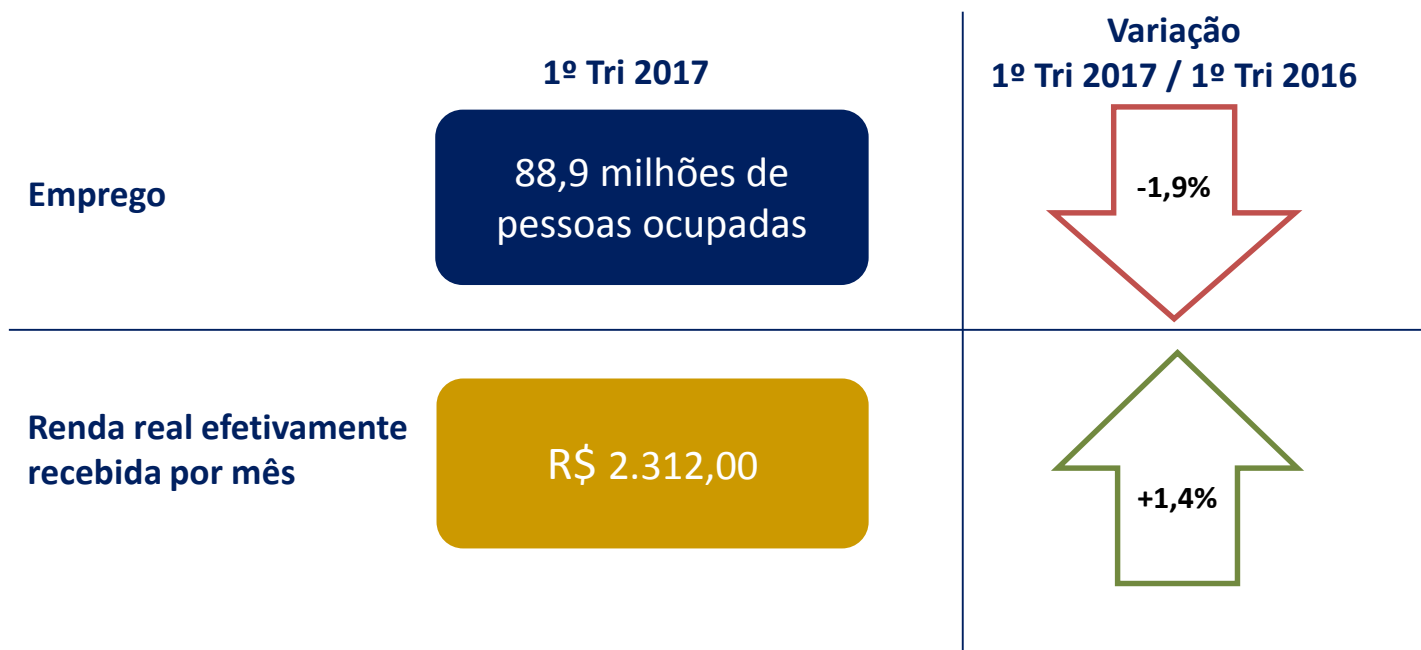 1º Tri 2017
Variação
1º Tri 2017 / 1º Tri 2016
Emprego
88,9 milhões de
pessoas ocupadas
-1,9%
Renda real efetivamente
recebida por mês
R$ 2.312,00
+1,4%